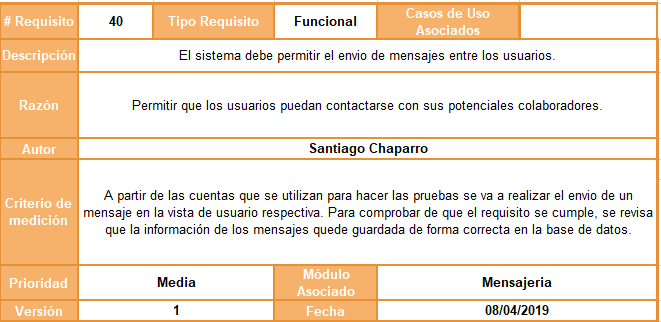 # Requisito 40 Tipo Requisito Funcional Casos de Uso
Asociados
Descripción El sistema debe permitir el envio de mensajes entre los usuarios.
Razón Permitir que los usuarios puedan contactarse con sus potenciales colaboradores.
Autor Santiago Chaparro
Criterio de
medición
A partir de las cuentas que se utilizan para hacer las pruebas se va a realizar el envio de un
mensaje en la vista de usuario respectiva. Para comprobar de que el requisito se cumple, se revisa
que la información de los mensajes quede guardada de forma correcta en la base de datos.
Prioridad Media Módulo
Asociado Mensajeria
Versión 1 Fecha 08/04/2019